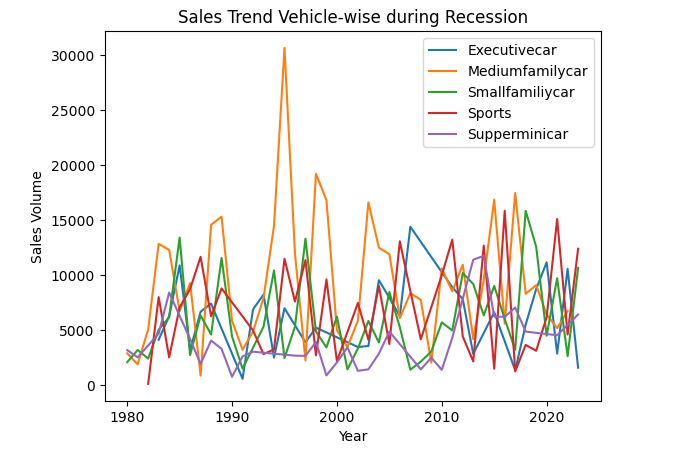 Sales Trend Vehicle-wise during Recession
Executivecar
Mediumfamilycar
Smallfamiliycar
Sports
Supperminicar
30000
25000
20000
15000
10000
5000
0
Sales Volume
1980 1990 2000 2010 2020
Year